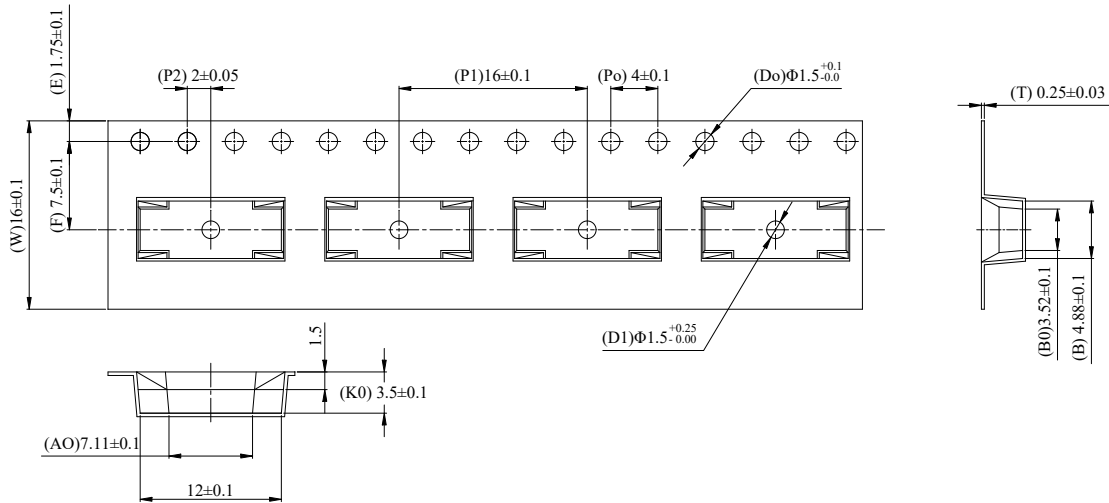 (E) 1.75±0.1
(P2) 2±0.05
(P1)16±0.1
(Po) 4±0.1
(Do)Φ1.5 +0.1 -0.0
(T) 0.25±0.03
(W)16±0.1
(F) 7.5±0.1
(B0)3.52±0.1
(B) 4.88±0.1
(D1)Φ1.5 +0.25 -0.00
1.5
(K0) 3.5±0.1
(AO)7.11±0.1
12±0.1